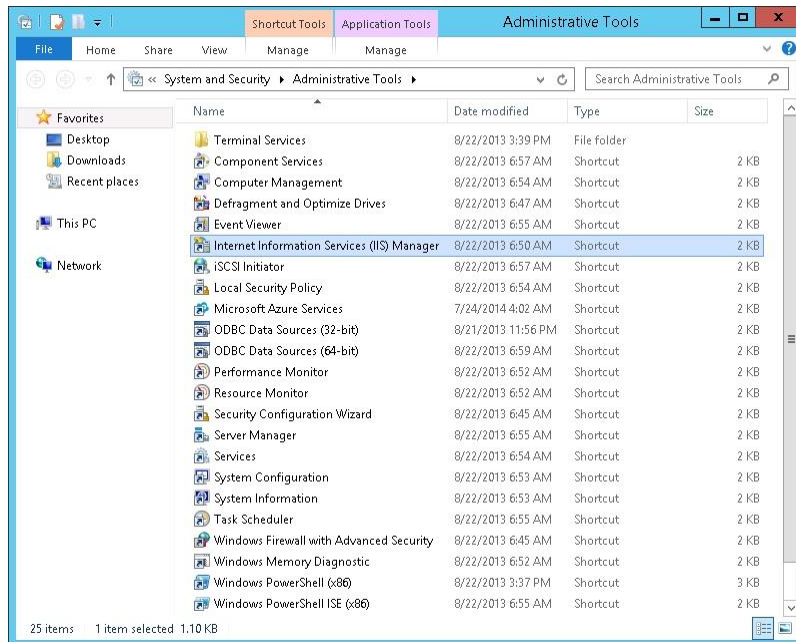 Shortcut Tools Application Tools Administrative Tools
File Home Share View Manage Manage
« System and Security Administrative Tools Search Administrative Tools
Favorites Name Date modified Type Size
Desktop Terminal Services 8/22/2013 3:39 PM File folder
Downloads Component Services 8/22/2013 6:57 AM Shortcut 2 KB
Recent places Computer Management 8/22/2013 6:54 AM Shortcut 2 KB
Defragment and Optimize Drives 8/22/2013 6:47 AM Shortcut 2 KB
This PC Event Viewer 8/22/2013 6:55 AM Shortcut 2 KB
Internet Information Services (IIS) Manager 8/22/2013 6:50 AM Shortcut 2 KB
Network iSCSI Initiator 8/22/2013 6:57 AM Shortcut 2 KB
Local Security Policy 8/22/2013 6:54 AM Shortcut 2 KB
Microsoft Azure Services 7/24/2014 4:02 AM Shortcut 2 KB
ODBC Data Sources (32-bit) 8/21/2013 11:56 PM Shortcut 2 KB
ODBC Data Sources (64-bit) 8/22/2013 6:59 AM Shortcut 2 KB
Performance Monitor 8/22/2013 6:52 AM Shortcut 2 KB
Resource Monitor 8/22/2013 6:52 AM Shortcut 2 KB
Security Configuration Wizard 8/22/2013 6:45 AM Shortcut 2 KB
Server Manager 8/22/2013 6:55 AM Shortcut 2 KB
Services 8/22/2013 6:54 AM Shortcut 2 KB
System Configuration 8/22/2013 6:53 AM Shortcut 2 KB
System Information 8/22/2013 6:53 AM Shortcut 2 KB
Task Scheduler 8/22/2013 6:55 AM Shortcut 2 KB
Windows Firewall with Advanced Security 8/22/2013 6:45 AM Shortcut 2 KB
Windows Memory Diagnostic 8/22/2013 6:52 AM Shortcut 2 KB
Windows PowerShell (x86) 8/22/2013 3:37 PM Shortcut 3 KB
Windows PowerShell ISE (x86) 8/22/2013 6:55 AM Shortcut 2 KB
25 items 1 item selected 1.10 KB